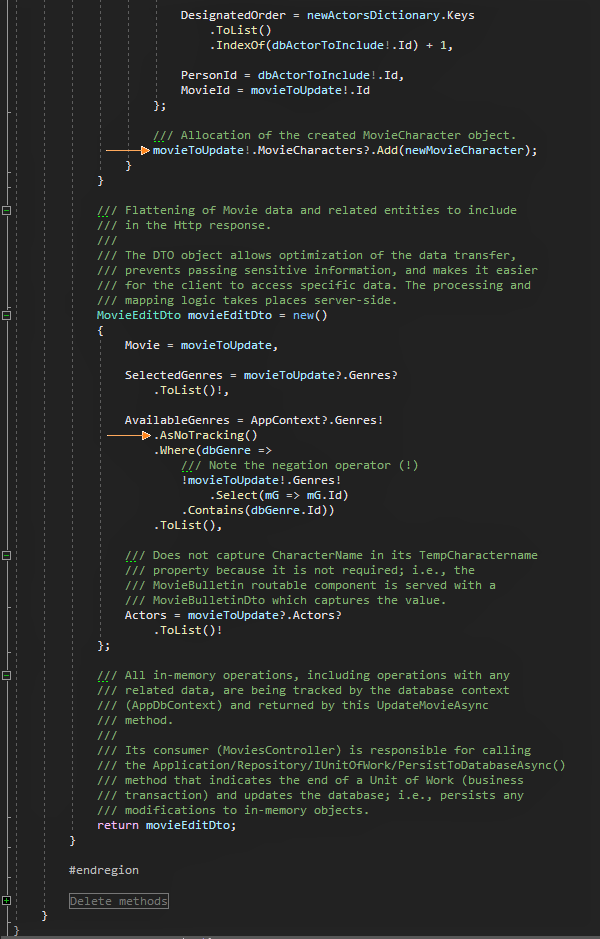 DesignatedOrder = newActorsDictionary.Keys
.ToList()
.IndexOf(dbActorToInclude!.Id) + 1,
PersonId = dbActorToInclude!.Id,
MovieId = movieToUpdate!.Id
};
/// Allocation of the created MovieCharacter object.
movieToUpdate!.MovieCharacters?.Add(newMovieCharacter);
}
}
/// Flattening of Movie data and related entities to include
/// in the Http response.
///
/// The DTO object allows optimization of the data transfer,
/// prevents passing sensitive information, and makes it easier
/// for the client to access specific data. The processing and
/// mapping logic takes places server-side.
MovieEditDto movieEditDto = new()
{
Movie = movieToUpdate,
SelectedGenres = movieToUpdate?.Genres?
.ToList()!,
AvailableGenres = AppContext?.Genres!
.AsNoTracking()
.Where(dbGenre =>
/// Note the negation operator (!)
!movieToUpdate!.Genres!
.Select(mG => mG.Id)
.Contains(dbGenre.Id))
.ToList(),
/// Does not capture CharacterName in its TempCharactername
/// property because it is not required; i.e., the
/// MovieBulletin routable component is served with a
/// MovieBulletinDto which captures the value.
Actors = movieToUpdate?.Actors?
.ToList()!
};
/// All in-memory operations, including operations with any
/// related data, are being tracked by the database context
/// (AppDbContext) and returned by this UpdateMovieAsync
/// method.
///
/// Its consumer (MoviesController) is responsible for calling
/// the Application/Repository/IUnitOfWork/PersistToDatabaseAsync()
/// method that indicates the end of a Unit of Work (business
/// transaction) and updates the database; i.e., persists any
/// modifications to in-memory objects.
return movieEditDto;
}
#endregion
Delete methods
}
}